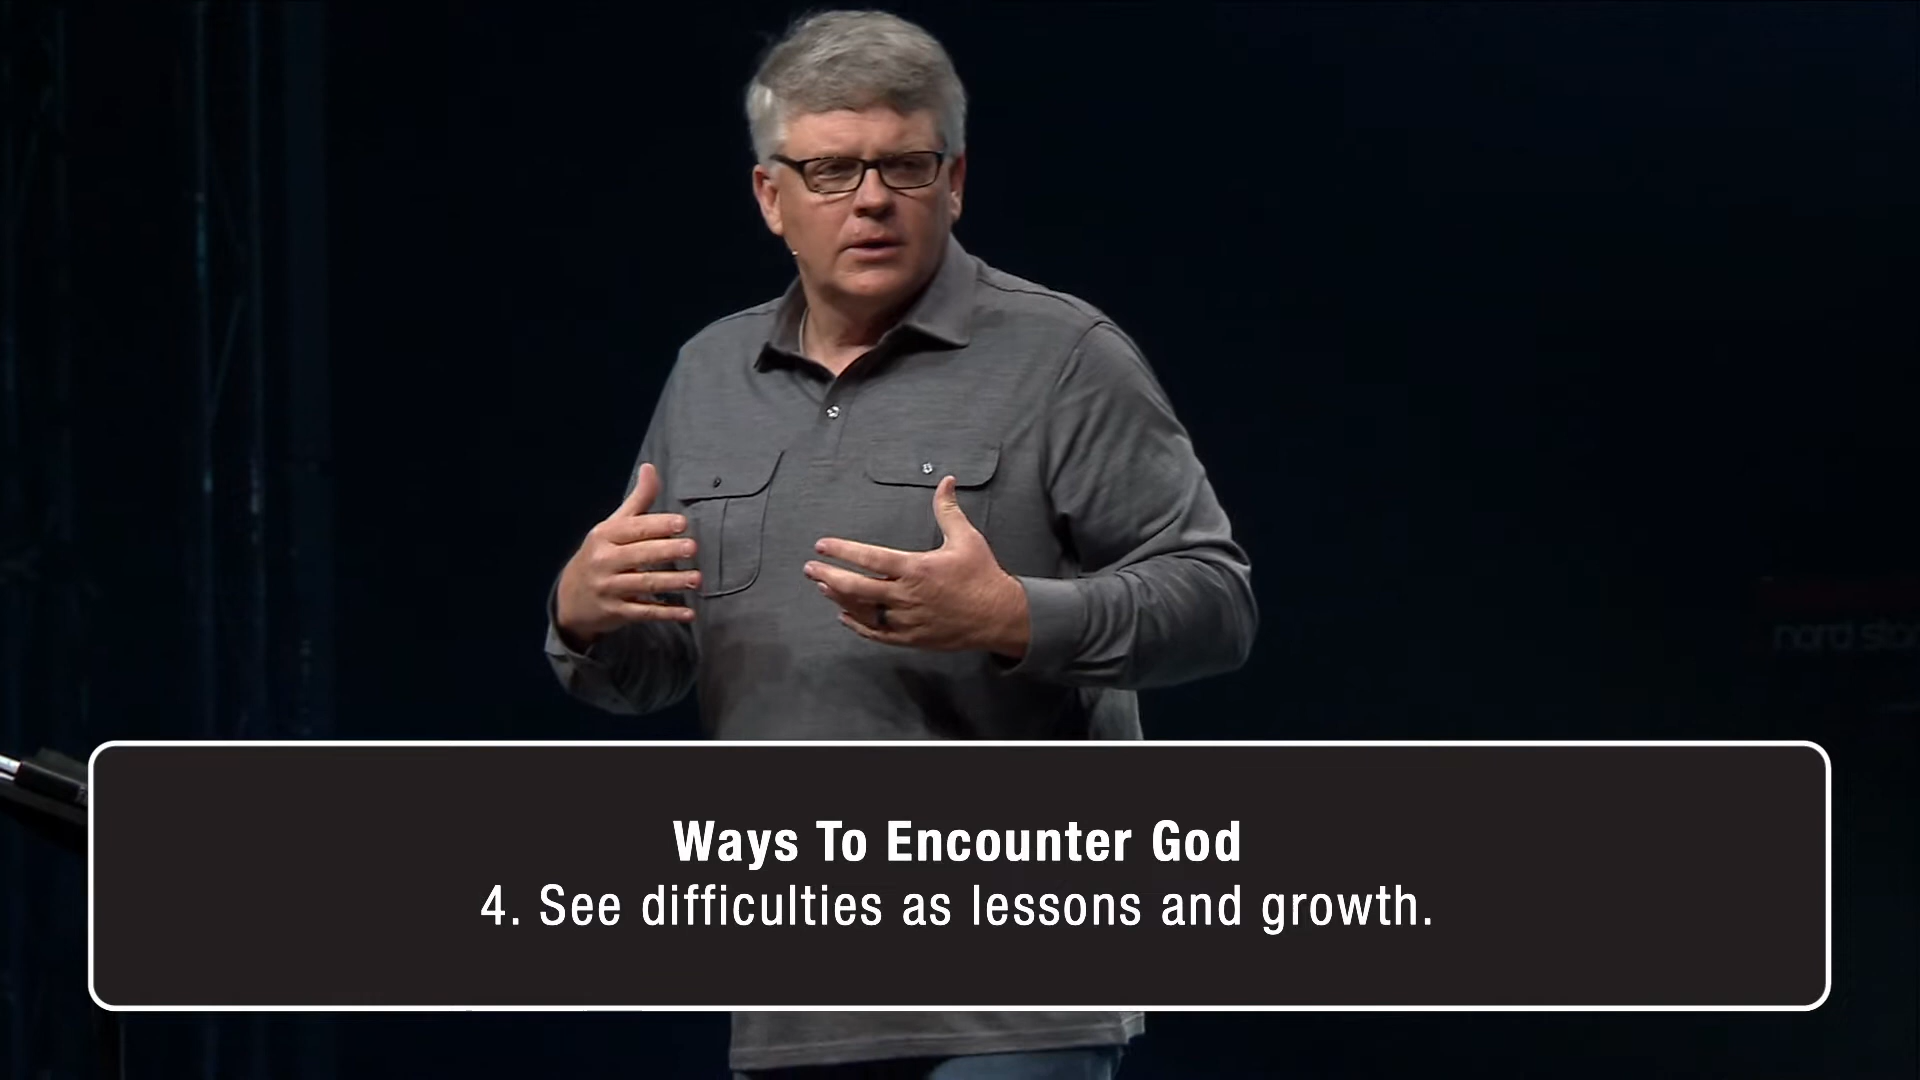 Ways To Encounter God
4. See difficulties as lessons and growth.